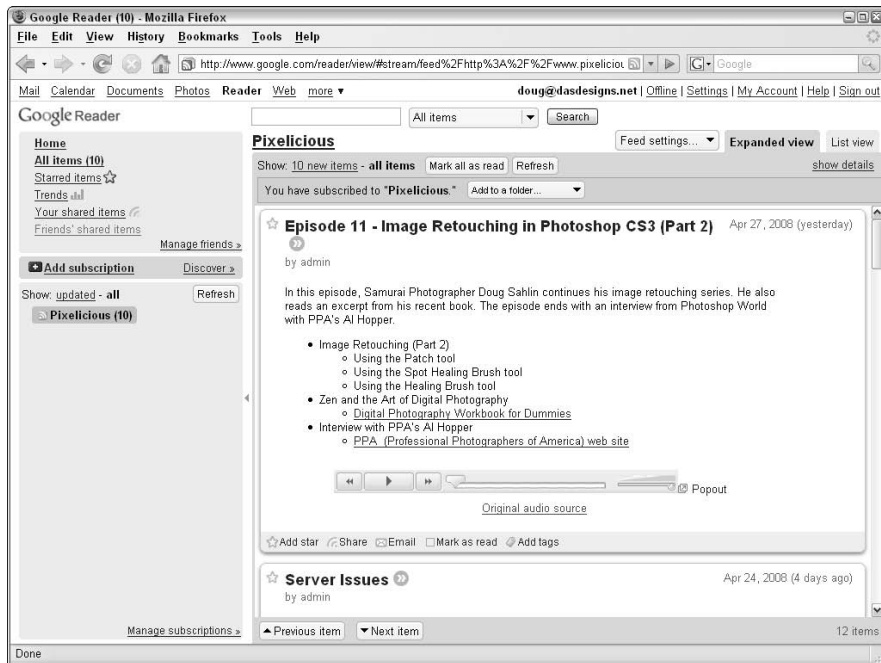 Google Reader (10) - Mozilla Firefox
File Edit View History Bookmarks Tools Help
http://www.google.com/reader/view/#stream/feed%2Fhttp%3A%2F%2Fwww.pixeliciou
G Google
Mail Calendar Documents Photos Reader Web more ▼
doug@dasdesigns.net | Offline | Settings | My Account | Help | Sign out
Google Reader
All items
Search
Home
All items (10)
Starred items
Trends
Your shared items
Friends' shared items
Manage friends »
Add subscription Discover »
Show: updated - all Refresh
Pixelicious (10)
Manage subscriptions »
Pixelicious
Feed settings... Expanded view List view
Show: 10 new items - all items Mark all as read Refresh show details
You have subscribed to "Pixelicious." Add to a folder...
Episode 11 - Image Retouching in Photoshop CS3 (Part 2) Apr 27, 2008 (yesterday)
by admin
In this episode, Samurai Photographer Doug Sahlin continues his image retouching series. He also
reads an excerpt from his recent book. The episode ends with an interview from Photoshop World
with PPA's Al Hopper.
• Image Retouching (Part 2)
Using the Patch tool
Using the Spot Healing Brush tool
Using the Healing Brush tool
• Zen and the Art of Digital Photography
Digital Photography Workbook for Dummies
• Interview with PPA's Al Hopper
PPA (Professional Photographers of America) web site
Popout
Original audio source
Add star Share Email Mark as read Add tags
Server Issues Apr 24, 2008 (4 days ago)
by admin
Previous item Next item 12 items
Done